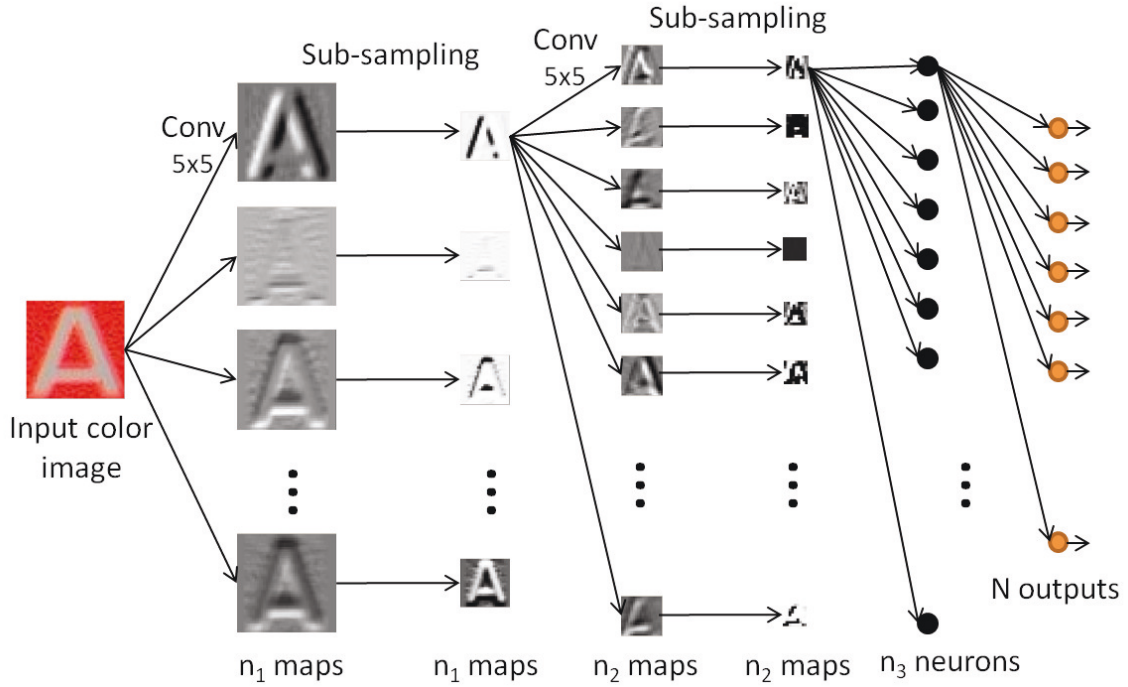 Sub-sampling
Sub-sampling
Conv
5x5
Conv
5x5
A
Input color
image
N outputs
n₁ maps
n₁ maps
n₂ maps
n₂ maps
n₃ neurons